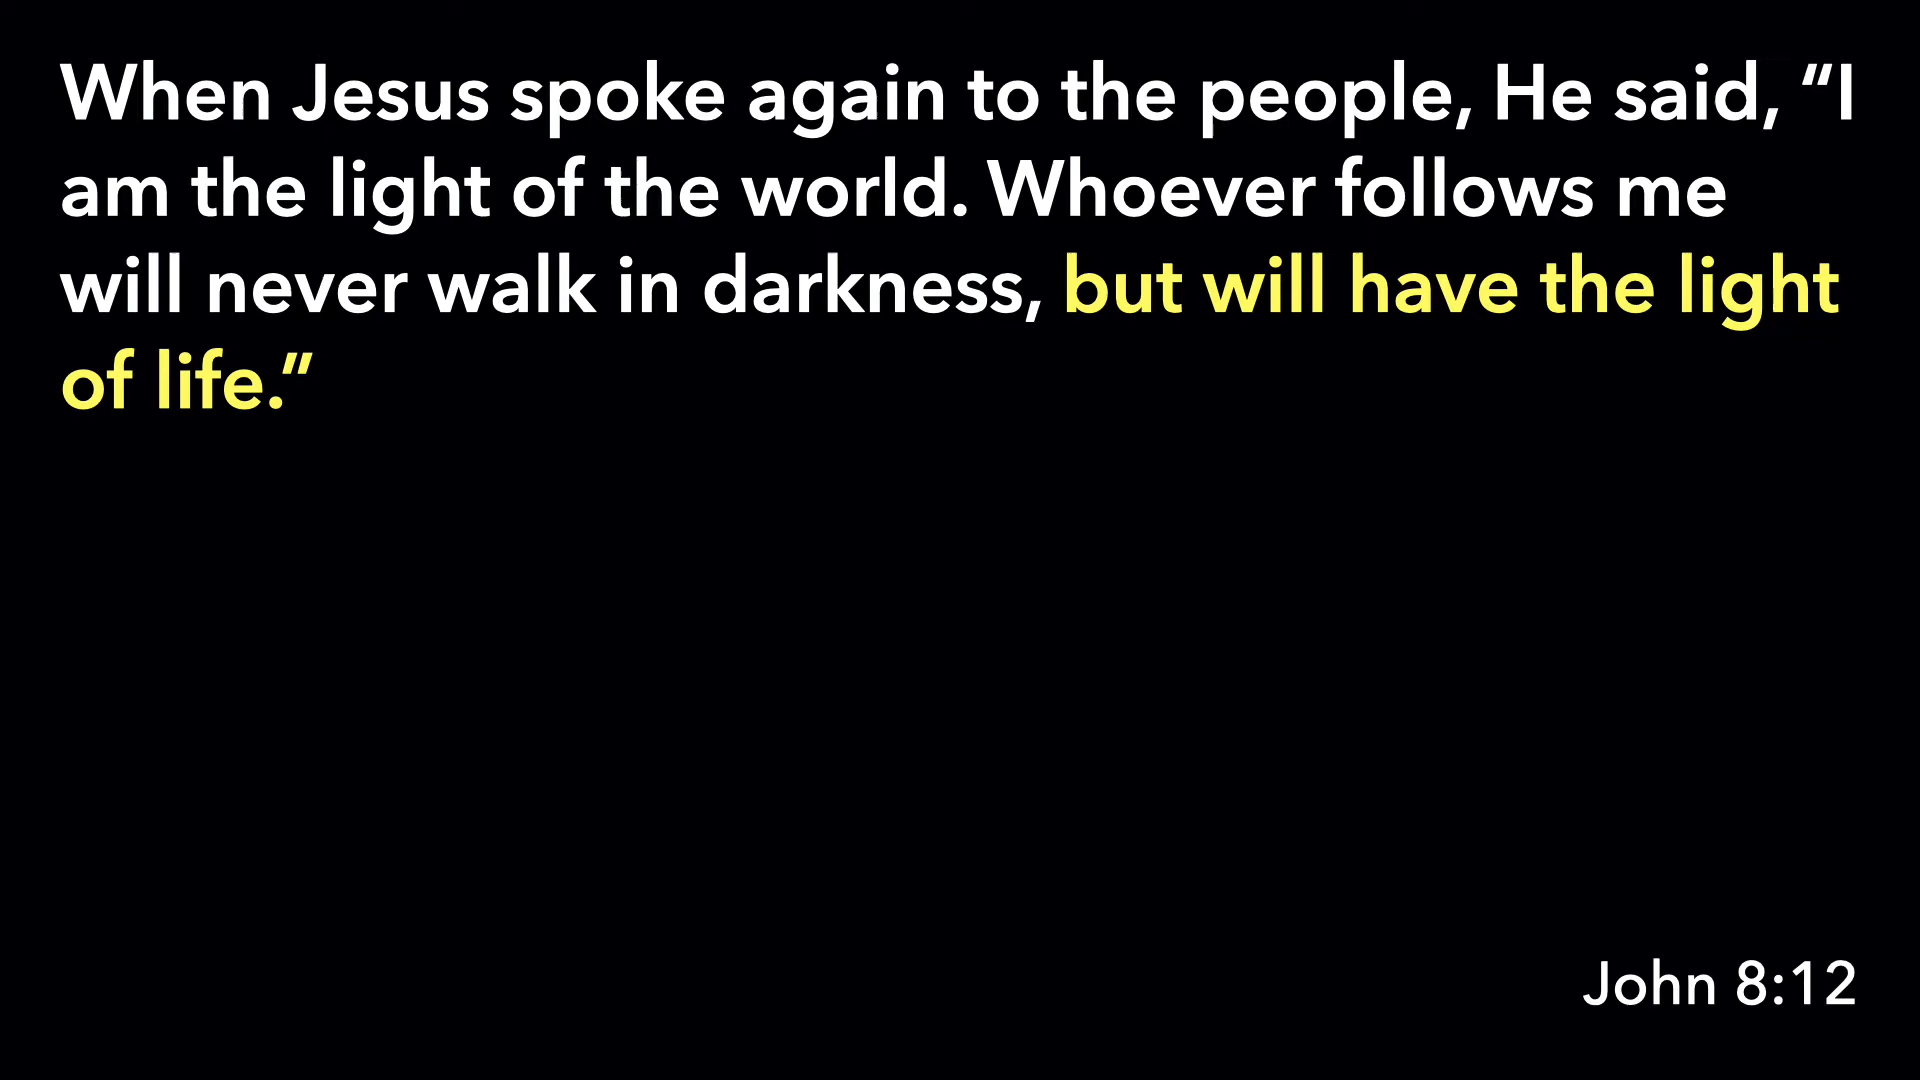 When Jesus spoke again to the people, He said, “I
am the light of the world. Whoever follows me
will never walk in darkness, but will have the light
of life.”
John 8:12